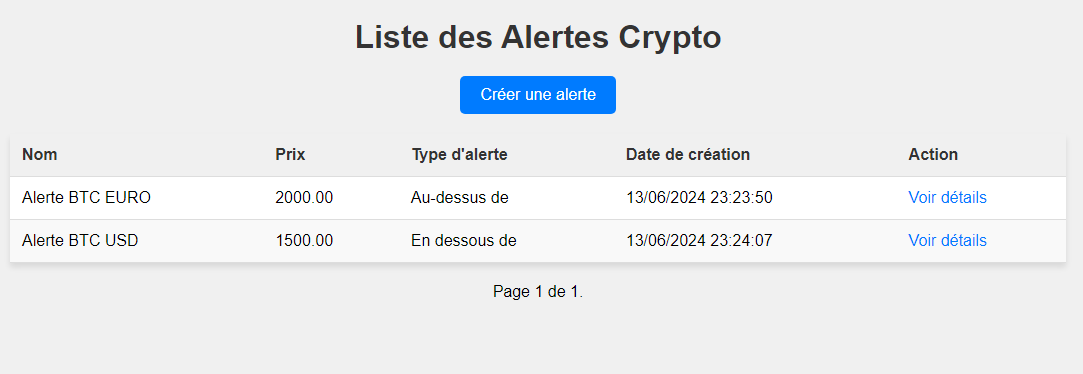 Liste des Alertes Crypto
Créer une alerte
Nom Prix Type d'alerte Date de création Action
Alerte BTC EURO 2000.00 Au-dessus de 13/06/2024 23:23:50 Voir détails
Alerte BTC USD 1500.00 En dessous de 13/06/2024 23:24:07 Voir détails
Page 1 de 1.